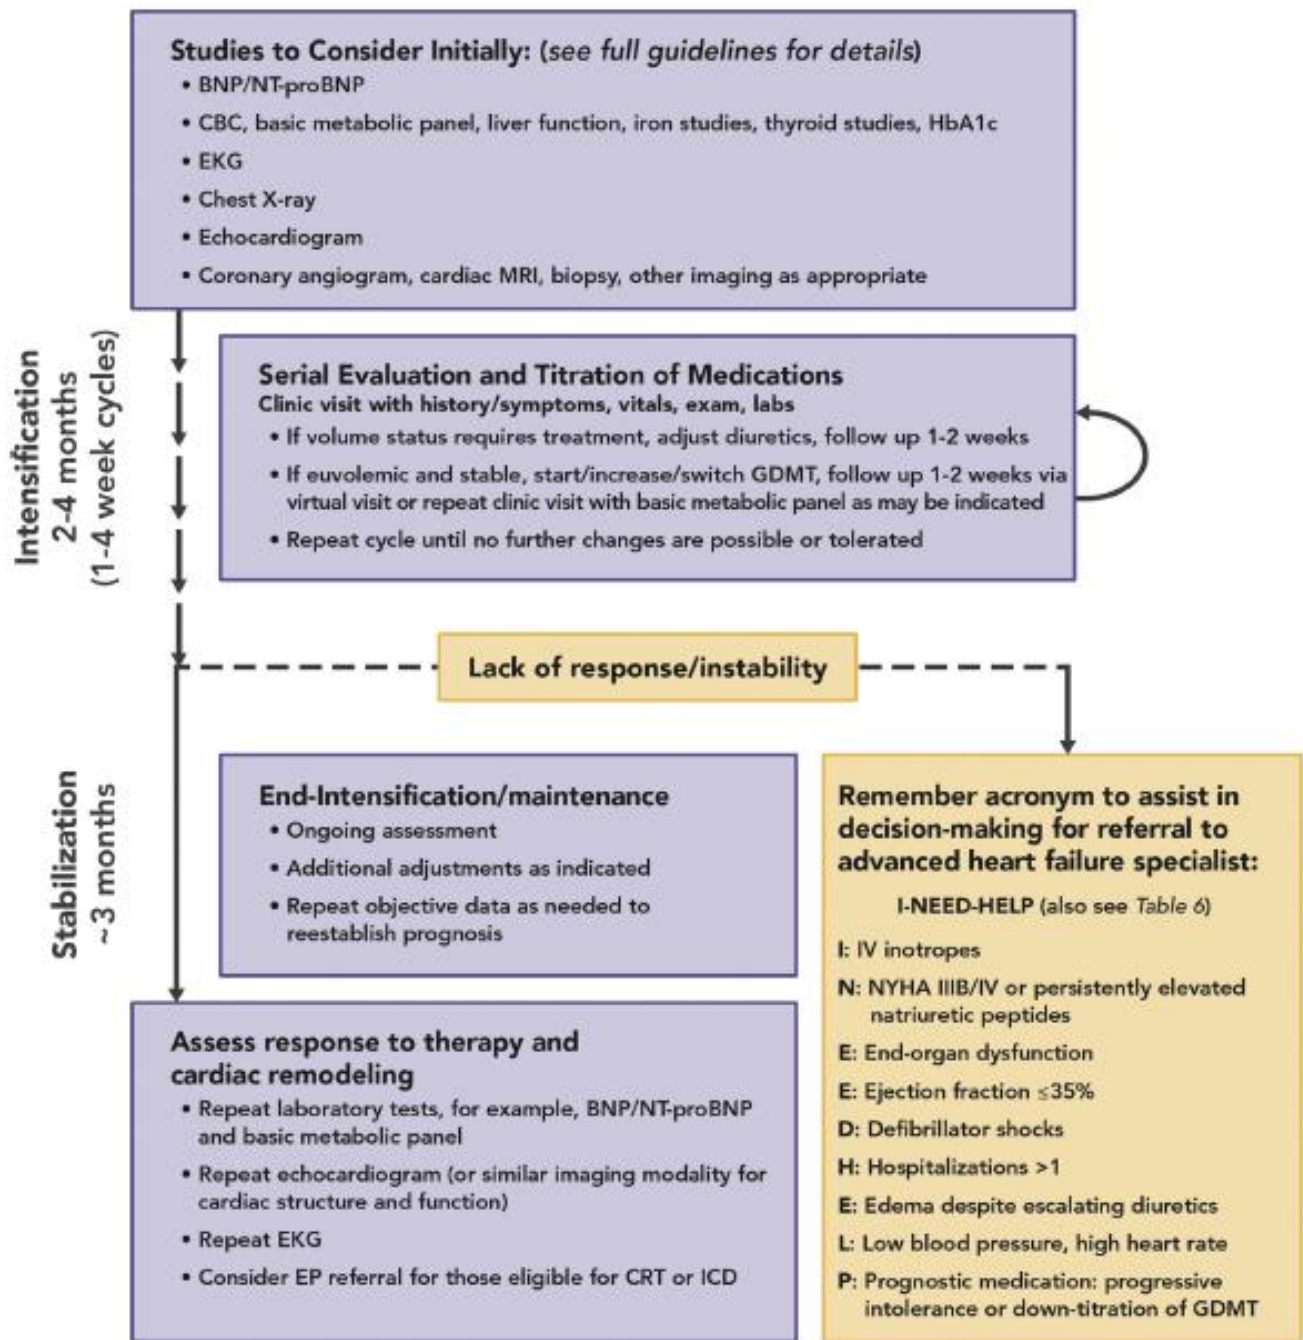 Studies to Consider Initially: (see full guidelines for details)
• BNP/NT-proBNP
• CBC, basic metabolic panel, liver function, iron studies, thyroid studies, HbA1c
• EKG
• Chest X-ray
• Echocardiogram
• Coronary angiogram, cardiac MRI, biopsy, other imaging as appropriate
Intensification
2-4 months
(1-4 week cycles)
Serial Evaluation and Titration of Medications
Clinic visit with history/symptoms, vitals, exam, labs
• If volume status requires treatment, adjust diuretics, follow up 1-2 weeks
• If euvolemic and stable, start/increase/switch GDMT, follow up 1-2 weeks via
virtual visit or repeat clinic visit with basic metabolic panel as may be indicated
• Repeat cycle until no further changes are possible or tolerated
Lack of response/instability
Stabilization
~3 months
End-Intensification/maintenance
• Ongoing assessment
• Additional adjustments as indicated
• Repeat objective data as needed to
reestablish prognosis
Assess response to therapy and
cardiac remodeling
• Repeat laboratory tests, for example, BNP/NT-proBNP
and basic metabolic panel
• Repeat echocardiogram (or similar imaging modality for
cardiac structure and function)
• Repeat EKG
• Consider EP referral for those eligible for CRT or ICD
Remember acronym to assist in
decision-making for referral to
advanced heart failure specialist:
I-NEED-HELP (also see Table 6)
I: IV inotropes
N: NYHA IIIB/IV or persistently elevated
natriuretic peptides
E: End-organ dysfunction
E: Ejection fraction ≤35%
D: Defibrillator shocks
H: Hospitalizations >1
E: Edema despite escalating diuretics
L: Low blood pressure, high heart rate
P: Prognostic medication: progressive
intolerance or down-titration of GDMT